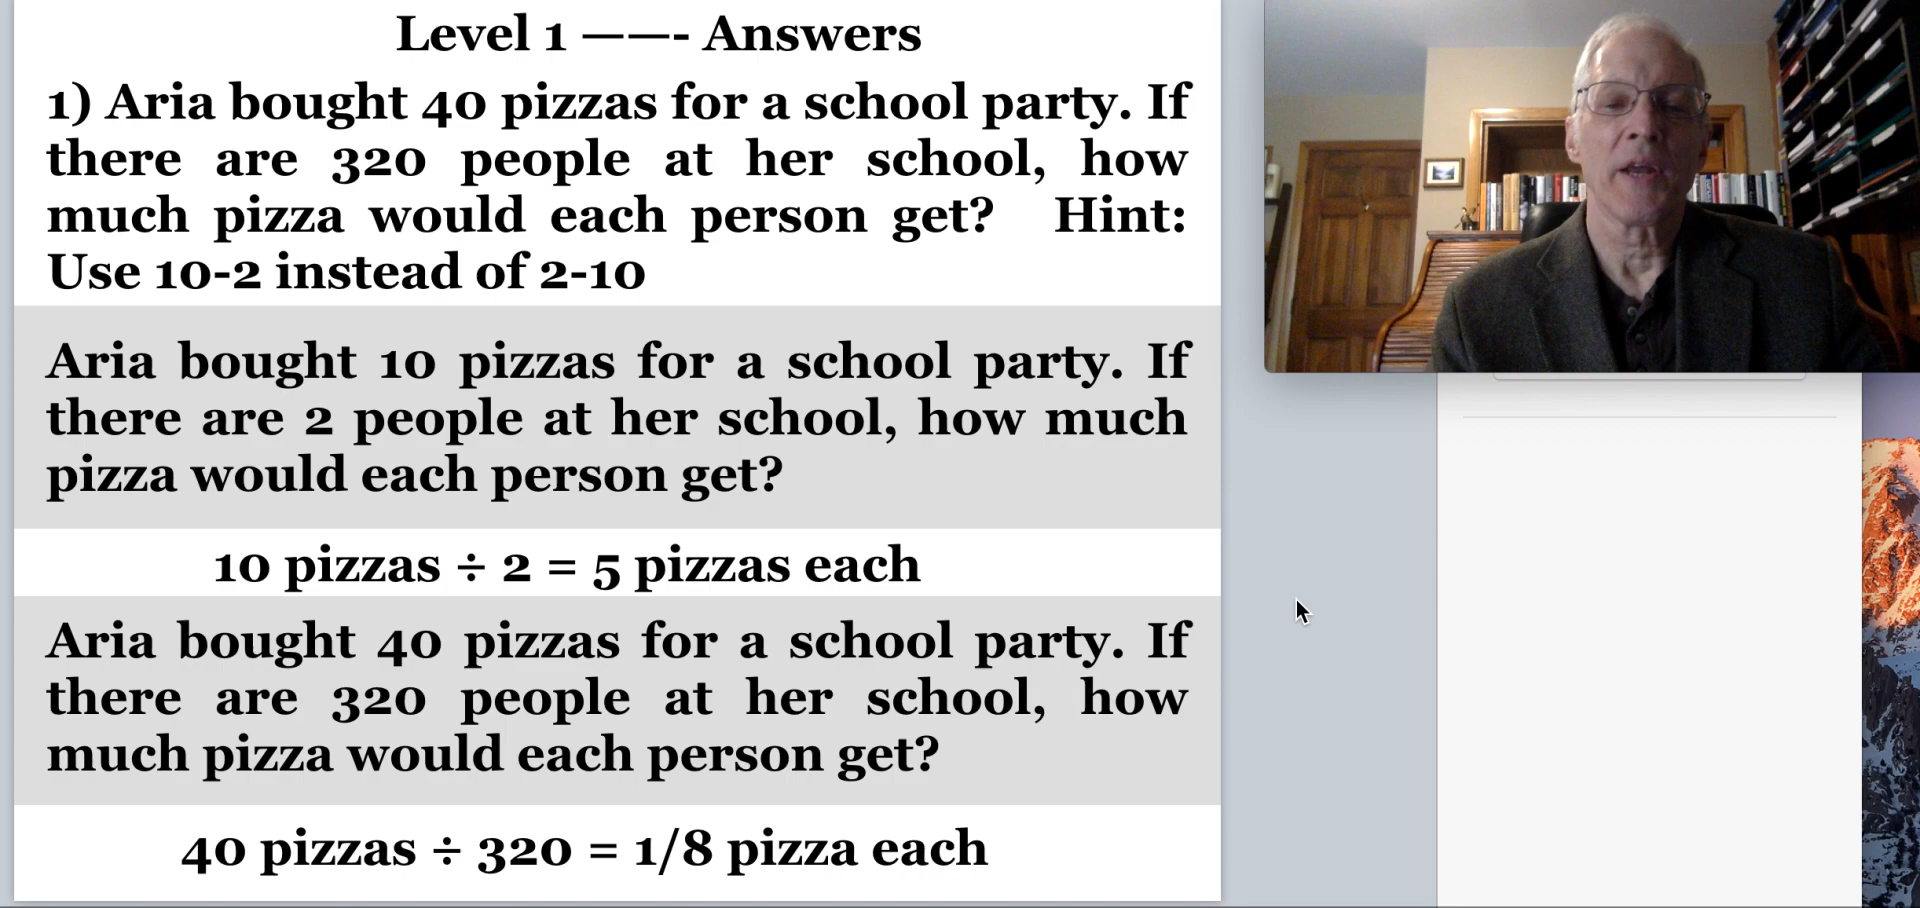 Level 1 ——- Answers
1) Aria bought 40 pizzas for a school party. If
there are 320 people at her school, how
much pizza would each person get? Hint:
Use 10-2 instead of 2-10
Aria bought 10 pizzas for a school party. If
there are 2 people at her school, how much
pizza would each person get?
10 pizzas ÷ 2 = 5 pizzas each
Aria bought 40 pizzas for a school party. If
there are 320 people at her school, how
much pizza would each person get?
40 pizzas ÷ 320 = 1/8 pizza each